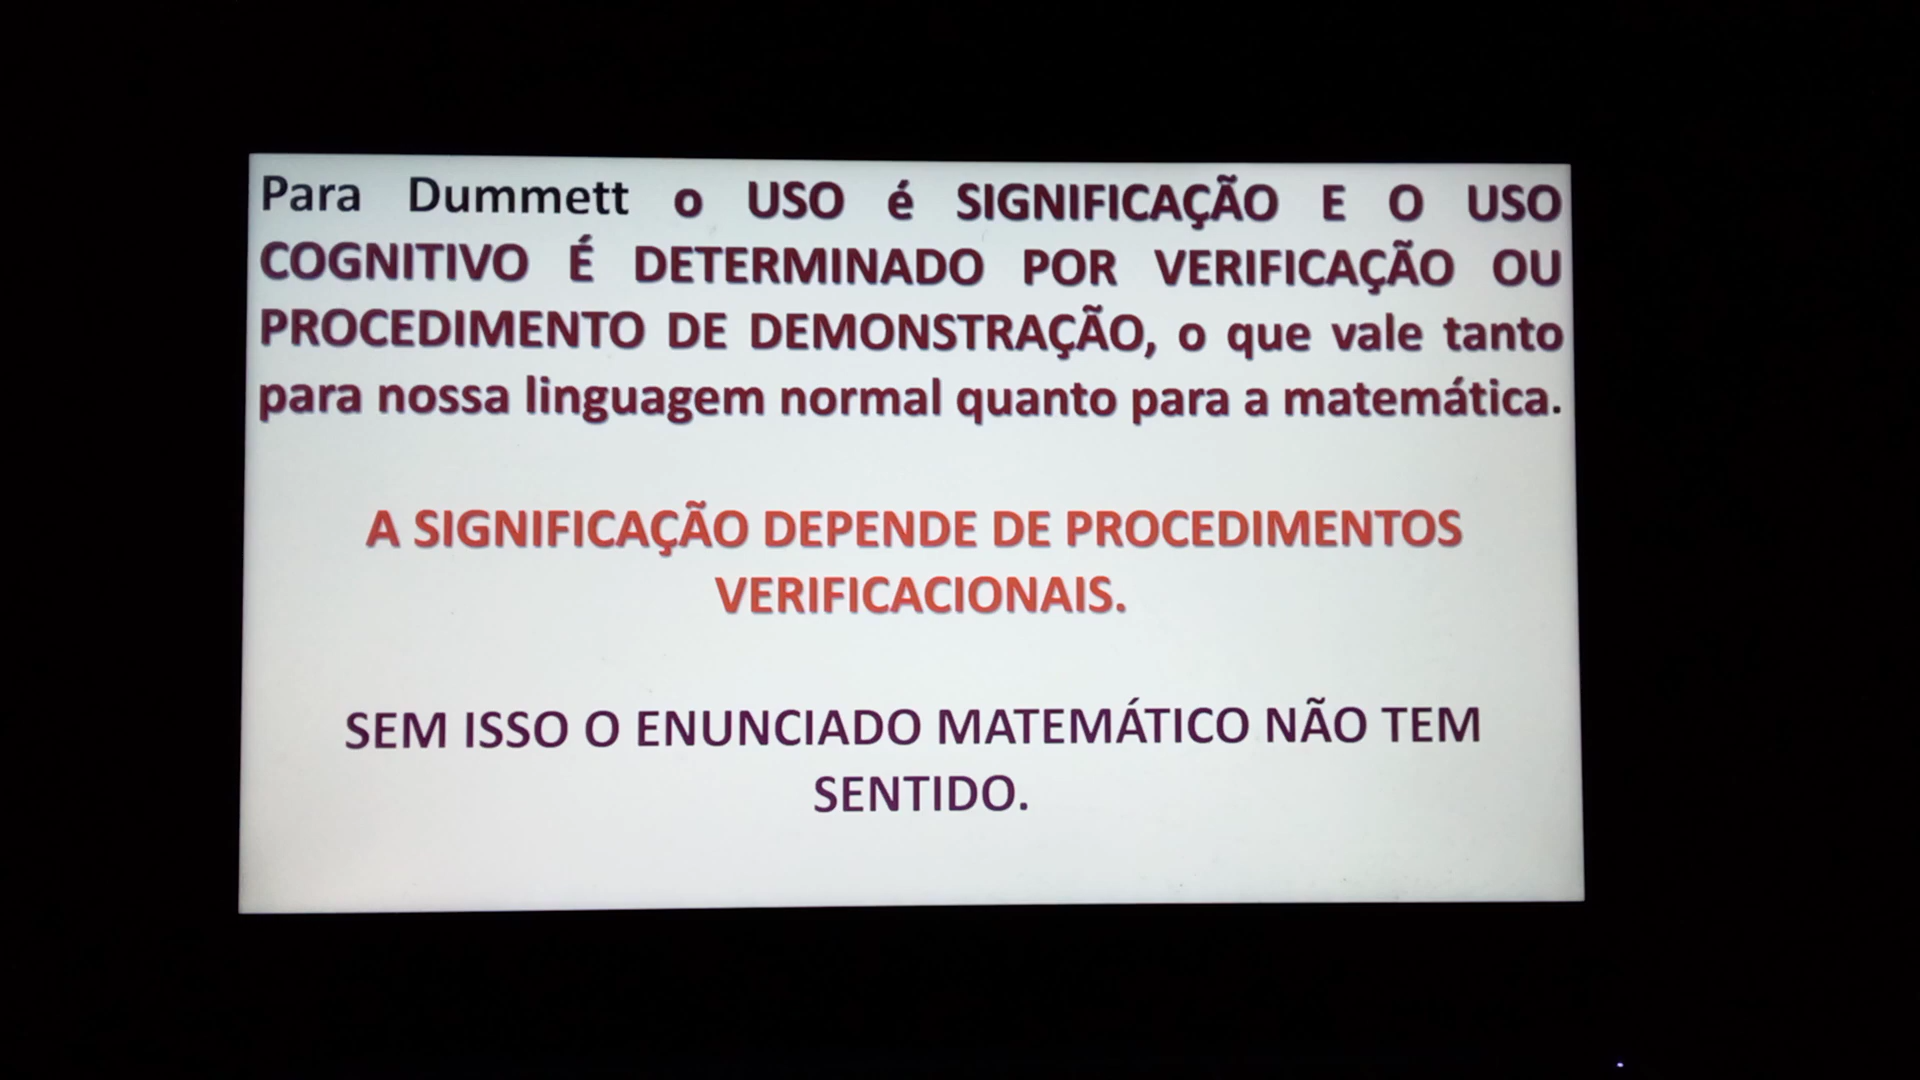 Para Dummett o USO é SIGNIFICAÇÃO E O USO
COGNITIVO É DETERMINADO POR VERIFICAÇÃO OU
PROCEDIMENTO DE DEMONSTRAÇÃO, o que vale tanto
para nossa linguagem normal quanto para a matemática.
A SIGNIFICAÇÃO DEPENDE DE PROCEDIMENTOS
VERIFICACIONAIS.
SEM ISSO O ENUNCIADO MATEMÁTICO NÃO TEM
SENTIDO.